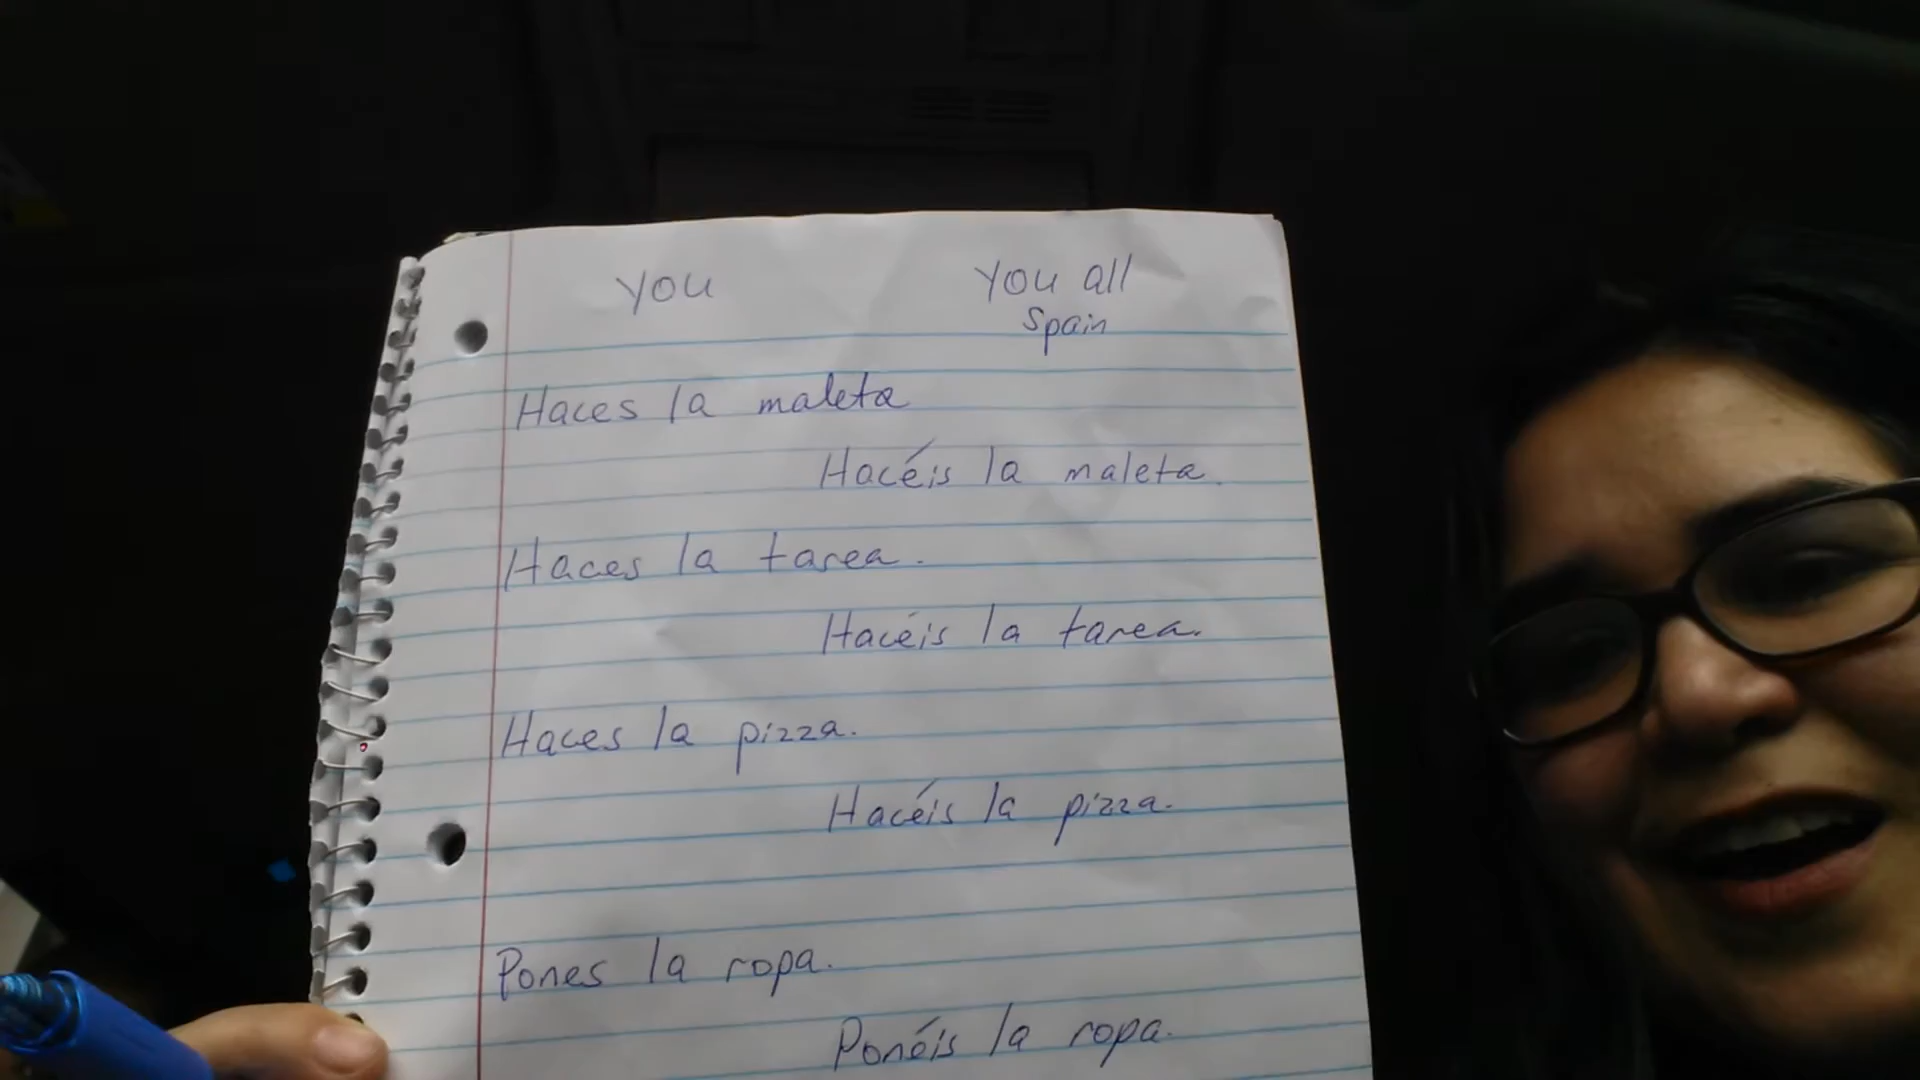 You You all
Spain
Haces la maleta
Hacéis la maleta.
Haces la tarea.
Hacéis la tarea.
Haces la pizza.
Hacéis la pizza.
Pones la ropa.
Ponéis la ropa.